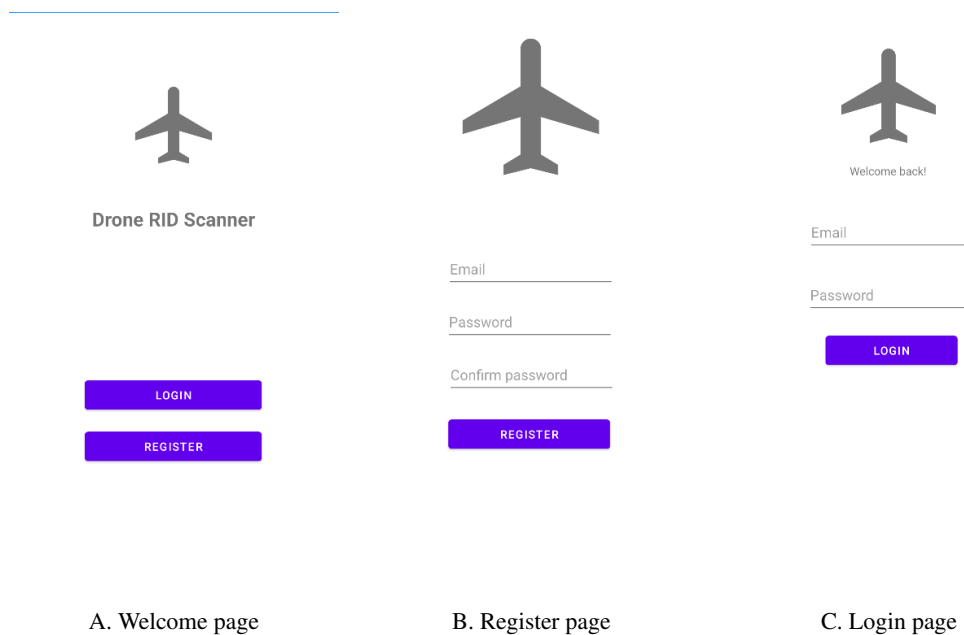 Drone RID Scanner
LOGIN
REGISTER
A. Welcome page
Email
Password
Confirm password
REGISTER
B. Register page
Welcome back!
Email
Password
LOGIN
C. Login page